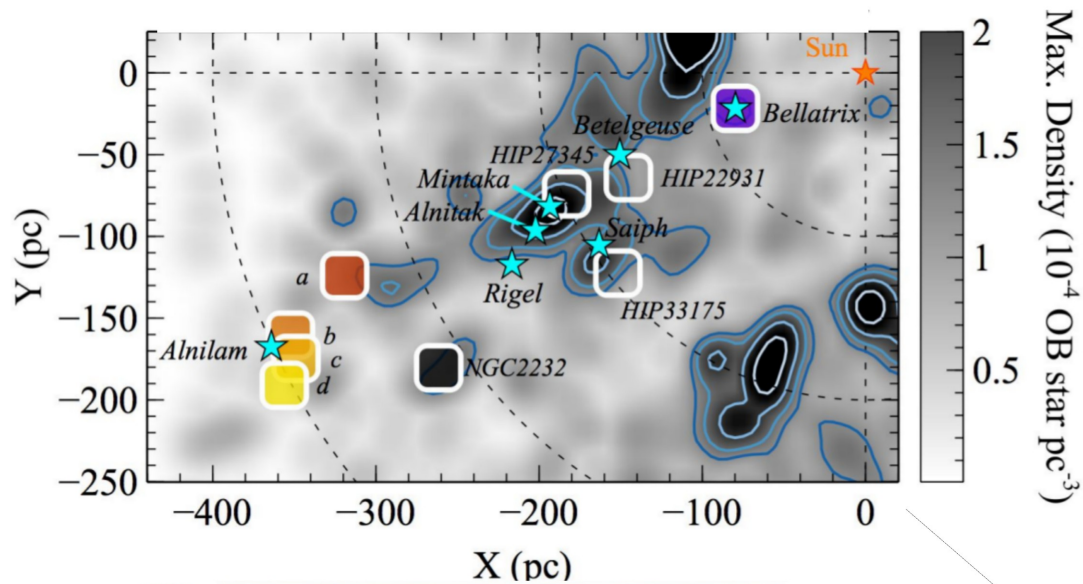 Sun
Bellatrix
Betelgeuse
HIP27345
HIP22931
Mintaka
Alnitak
Saiph
Rigel
HIP33175
a
b
Alnilam
c
d
NGC2232
0
−50
−100
−150
−200
−250
Y (pc)
−400 −300 −200 −100 0
X (pc)
2
1.5
1
0.5
Max. Density (10⁻⁴ OB star pc⁻³)